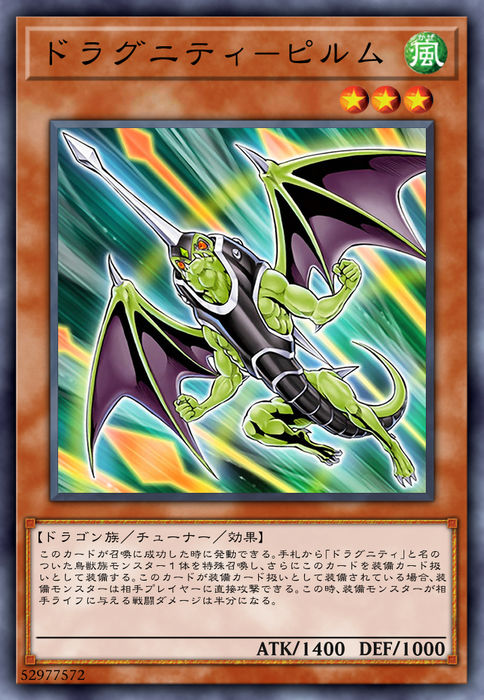 ドラグニティ－ピルム
かぜ
風
【ドラゴン族／チューナー／効果】
このカードが召喚に成功した時に発動できる。手札から「ドラグニティ」と名の
ついた鳥獣族モンスター１体を特殊召喚し、さらにこのカードを装備カード扱
いとして装備する。このカードが装備カード扱いとして装備されている場合、装
備モンスターは相手プレイヤーに直接攻撃できる。この時、装備モンスターが相
手ライフに与える戦闘ダメージは半分になる。
ATK/1400 DEF/1000
52977572